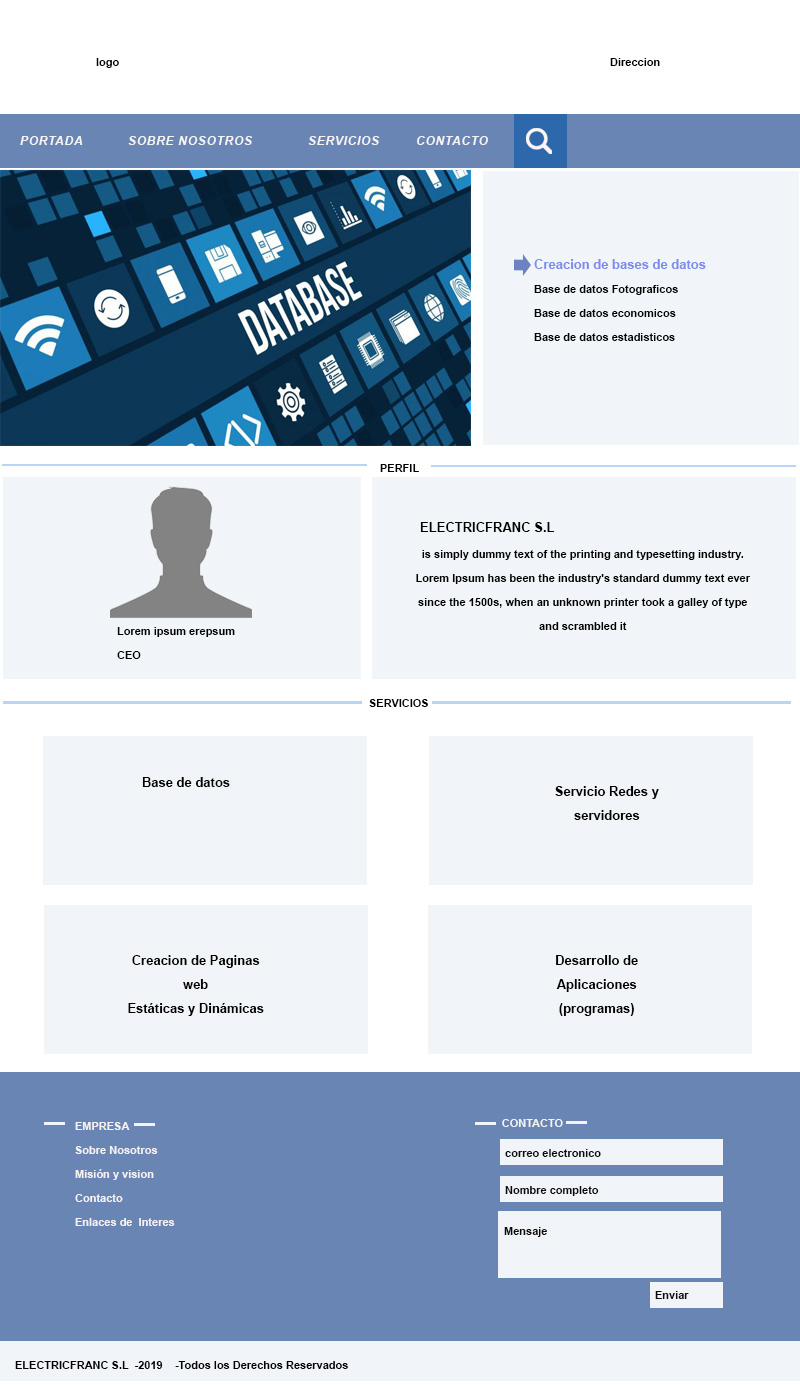 logo
Direccion
PORTADA
SOBRE NOSOTROS
SERVICIOS
CONTACTO
DATABASE
Creacion de bases de datos
Base de datos Fotograficos
Base de datos economicos
Base de datos estadisticos
PERFIL
Lorem ipsum erepsum
CEO
ELECTRICFRANC S.L
is simply dummy text of the printing and typesetting industry.
Lorem Ipsum has been the industry's standard dummy text ever
since the 1500s, when an unknown printer took a galley of type
and scrambled it
SERVICIOS
Base de datos
Servicio Redes y
servidores
Creacion de Paginas
web
Estáticas y Dinámicas
Desarrollo de
Aplicaciones
(programas)
EMPRESA
Sobre Nosotros
Misión y vision
Contacto
Enlaces de Interes
CONTACTO
correo electronico
Nombre completo
Mensaje
Enviar
ELECTRICFRANC S.L -2019 -Todos los Derechos Reservados